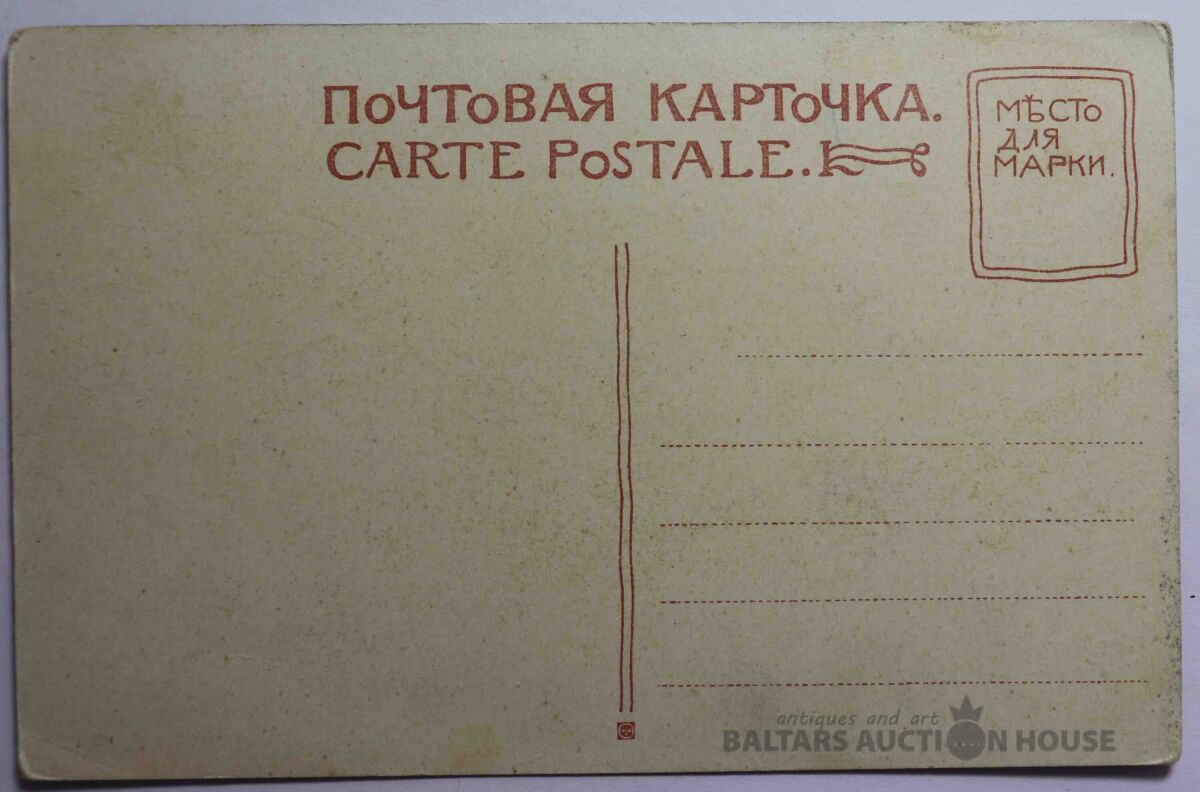 ПОЧТОВАЯ КАРТОЧКА.
CARTE POSTALE.
МѢСТО
ДЛЯ
МАРКИ.
antiques and art
BALTARS AUCTION HOUSE